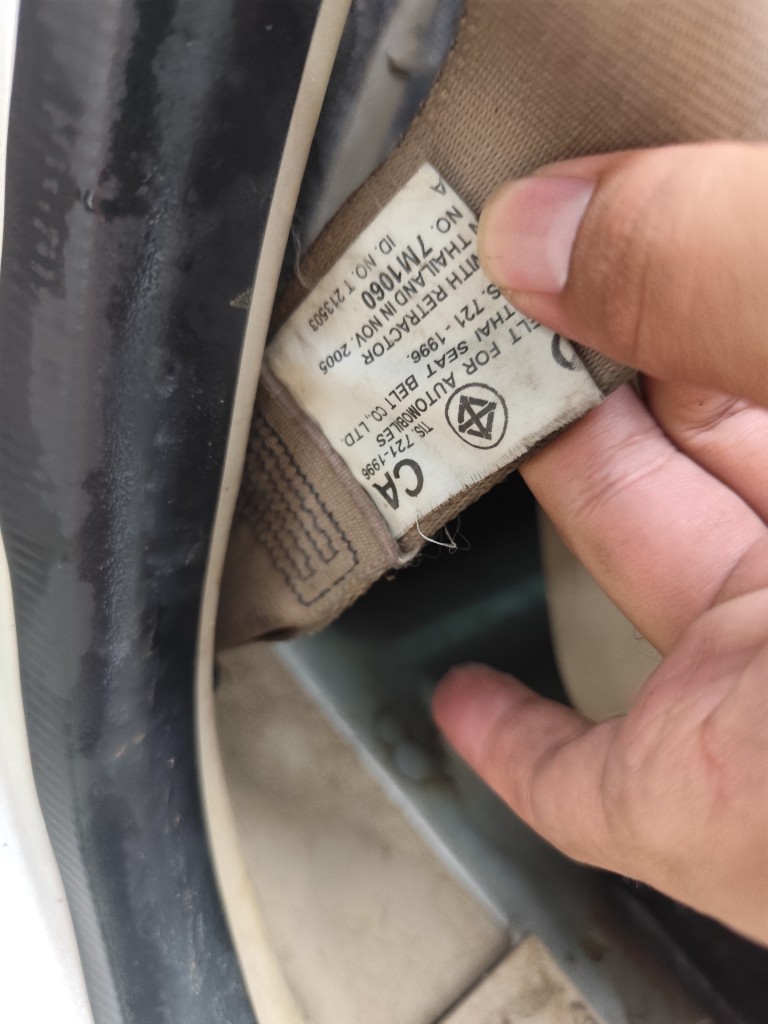 CA
TIS. 721-1996
FOR AUTOMOBILES
THAI SEAT BELT CO., LTD.
721 - 1996.
WITH RETRACTOR
THAILAND IN NOV. 2005
NO. 7M1060
A ID. NO. T 213503